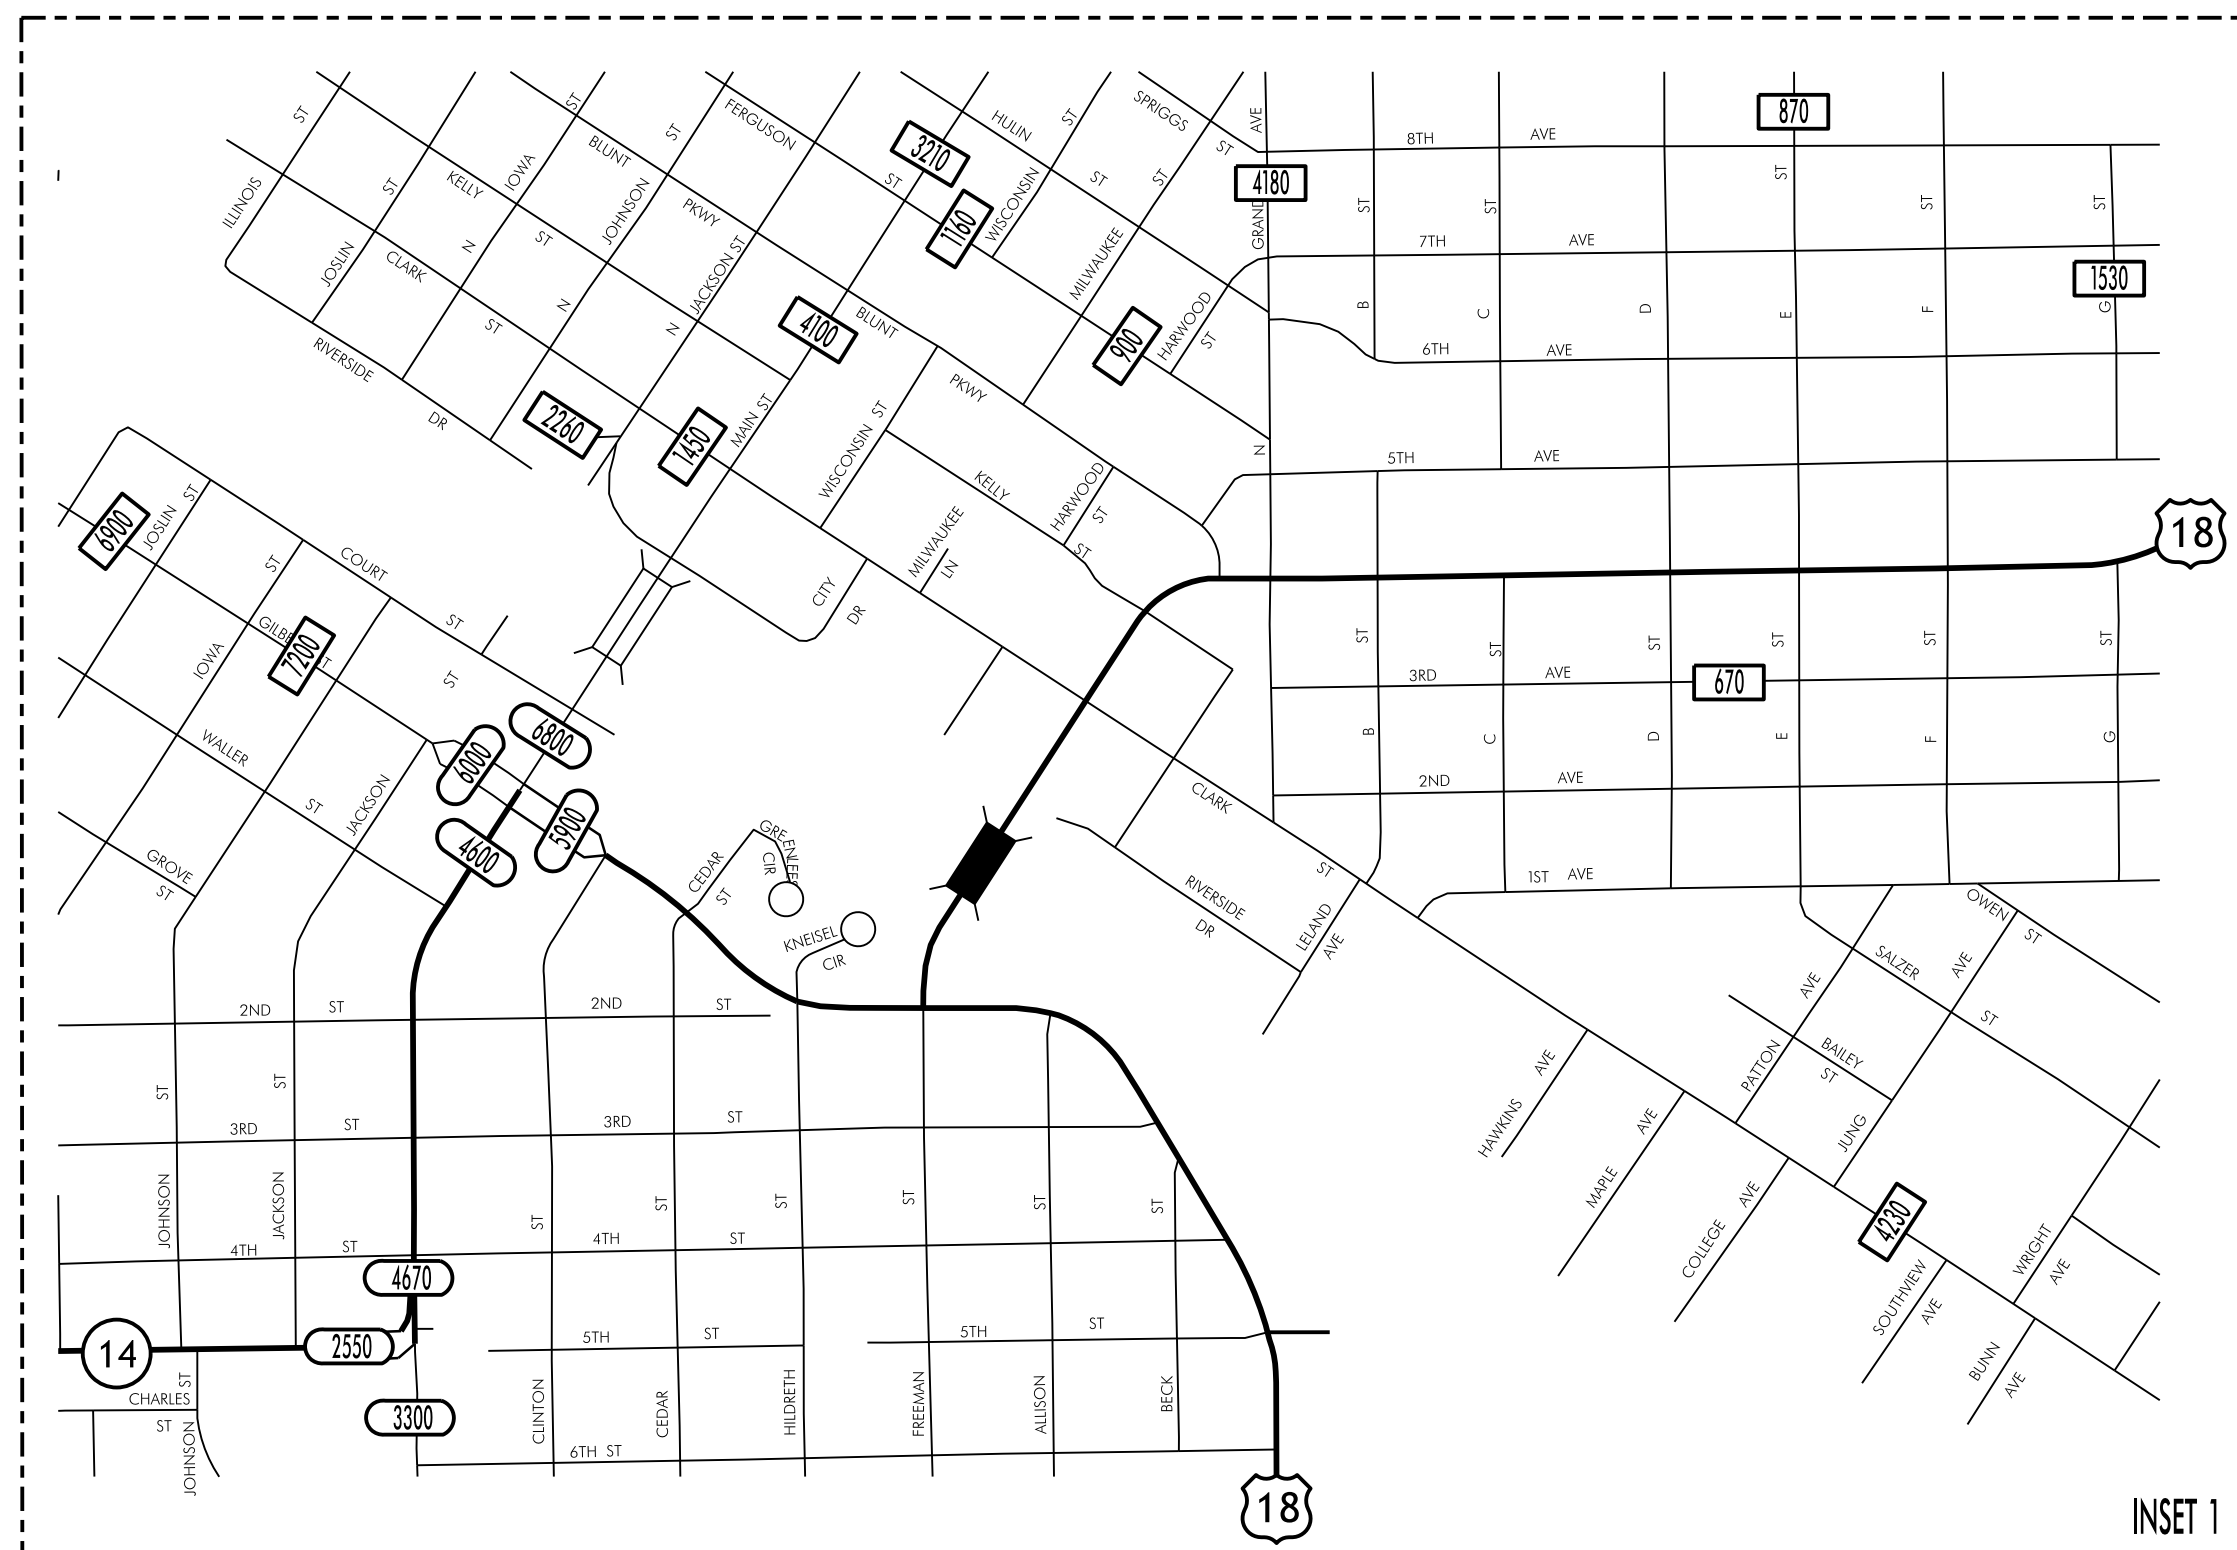 SPRIGGS
ST
HULIN
ST
FERGUSON
ST
3210
1160
WISCONSIN
ST
MILWAUKEE
ST
GRAND
AVE
4180
N
8TH AVE
870
7TH AVE
1530
6TH AVE
5TH AVE
B
ST
C
ST
D
E
ST
F
ST
G
ST
ILLINOIS
ST
JOSLIN
ST
IOWA
ST
N
JOHNSON
ST
N
JACKSON ST
N
BLUNT
PKWY
KELLY
ST
CLARK
ST
RIVERSIDE
DR
2260
4100
BLUNT
PKWY
900
HARWOOD
ST
1450
MAIN ST
WISCONSIN
ST
KELLY
ST
HARWOOD
ST
MILWAUKEE
LN
CITY
DR
18
6900
JOSLIN
ST
COURT
ST
IOWA
ST
7200
ST
WALLER
ST
JACKSON
ST
GROVE
ST
6800
6000
5900
4600
CEDAR
ST
GREENLEES
CIR
KNEISEL
CIR
3RD AVE
670
2ND AVE
1ST AVE
B
ST
C
ST
D
ST
E
ST
F
ST
G
ST
CLARK
ST
RIVERSIDE
DR
LELAND
AVE
OWEN
ST
SALZER
ST
BAILEY
ST
PATTON
AVE
JUNG
AVE
HAWKINS
AVE
MAPLE
AVE
COLLEGE
AVE
4230
SOUTHVIEW
AVE
WRIGHT
AVE
BUNN
AVE
2ND ST
2ND ST
3RD ST
3RD ST
4TH ST
4TH ST
JOHNSON
ST
JACKSON
ST
4670
2550
14
3300
CHARLES
ST
JOHNSON
ST
5TH ST
5TH ST
6TH ST
CLINTON
ST
CEDAR
ST
HILDRETH
ST
FREEMAN
ST
ALLISON
ST
BECK
ST
18
INSET 1